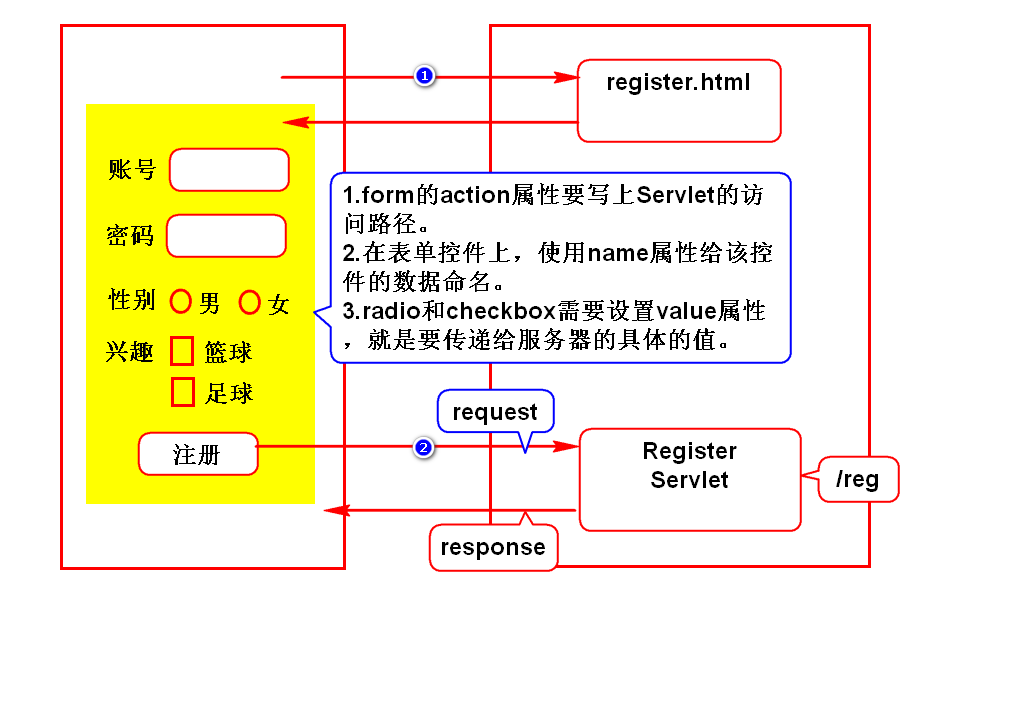 1
register.html
账号
密码
性别 男 女
兴趣 篮球
足球
注册
1.form的action属性要写上Servlet的访
问路径。
2.在表单控件上，使用name属性给该控
件的数据命名。
3.radio和checkbox需要设置value属性
，就是要传递给服务器的具体的值。
request
2
Register
Servlet
/reg
response